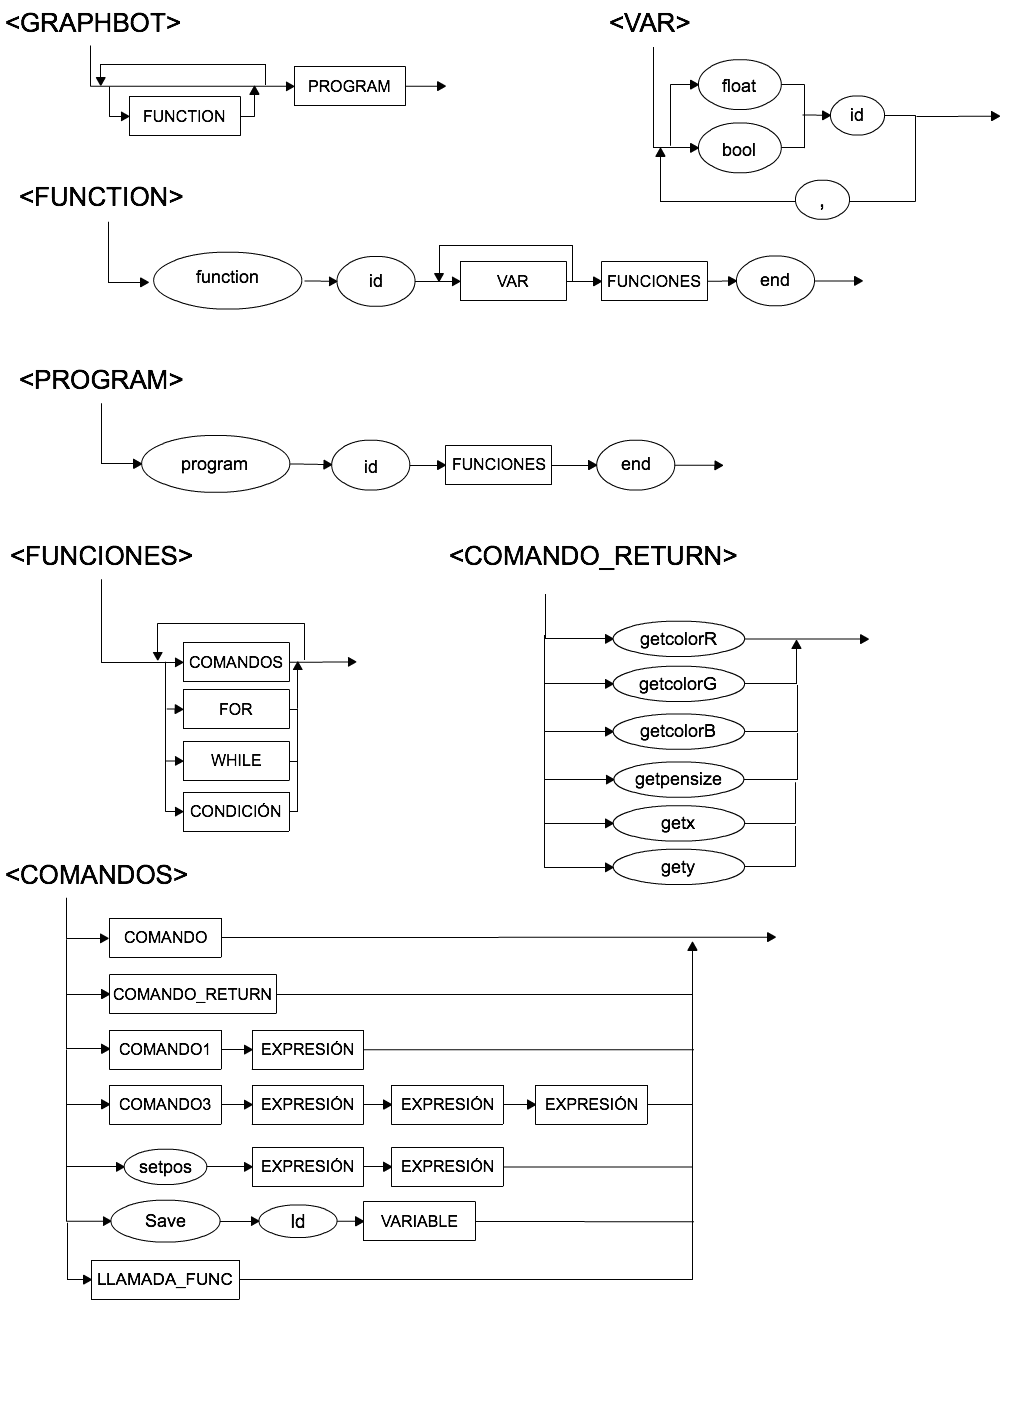 <GRAPHBOT>
PROGRAM
FUNCTION
<VAR>
float
id
bool
,
<FUNCTION>
function
id
VAR
FUNCIONES
end
<PROGRAM>
program
id
FUNCIONES
end
<FUNCIONES>
COMANDOS
FOR
WHILE
CONDICIÓN
<COMANDO_RETURN>
getcolorR
getcolorG
getcolorB
getpensize
getx
gety
<COMANDOS>
COMANDO
COMANDO_RETURN
COMANDO1 EXPRESIÓN
COMANDO3 EXPRESIÓN EXPRESIÓN EXPRESIÓN
setpos EXPRESIÓN EXPRESIÓN
Save Id VARIABLE
LLAMADA_FUNC